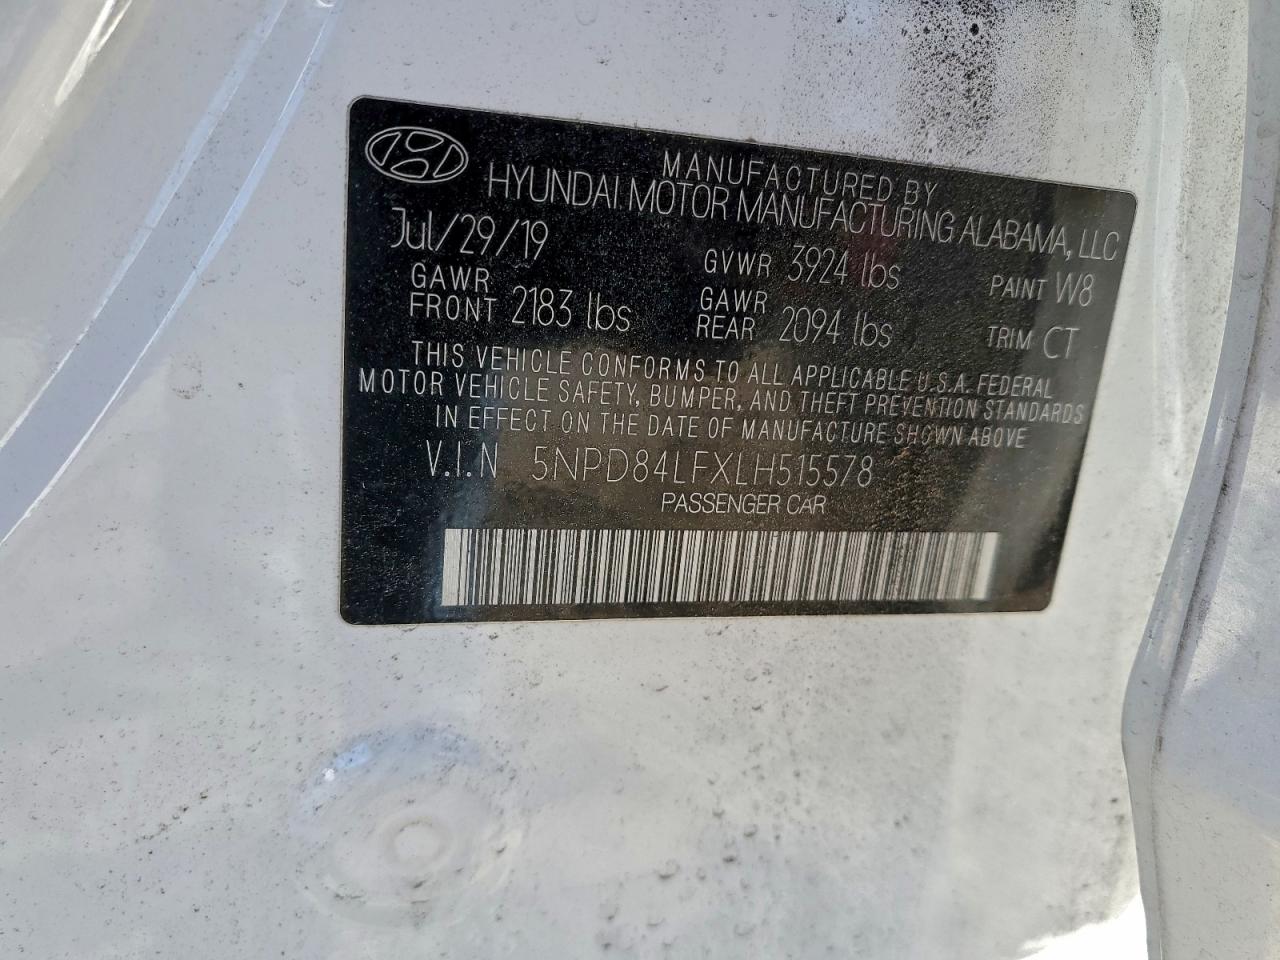 MANUFACTURED BY
HYUNDAI MOTOR MANUFACTURING ALABAMA, LLC
Jul/29/19 GVWR 3924 lbs PAINT W8
GAWR FRONT 2183 lbs GAWR REAR 2094 lbs TRIM CT
THIS VEHICLE CONFORMS TO ALL APPLICABLE U.S.A. FEDERAL
MOTOR VEHICLE SAFETY, BUMPER, AND THEFT PREVENTION STANDARDS
IN EFFECT ON THE DATE OF MANUFACTURE SHOWN ABOVE
V.I.N 5NPD84LFXLH515578
PASSENGER CAR